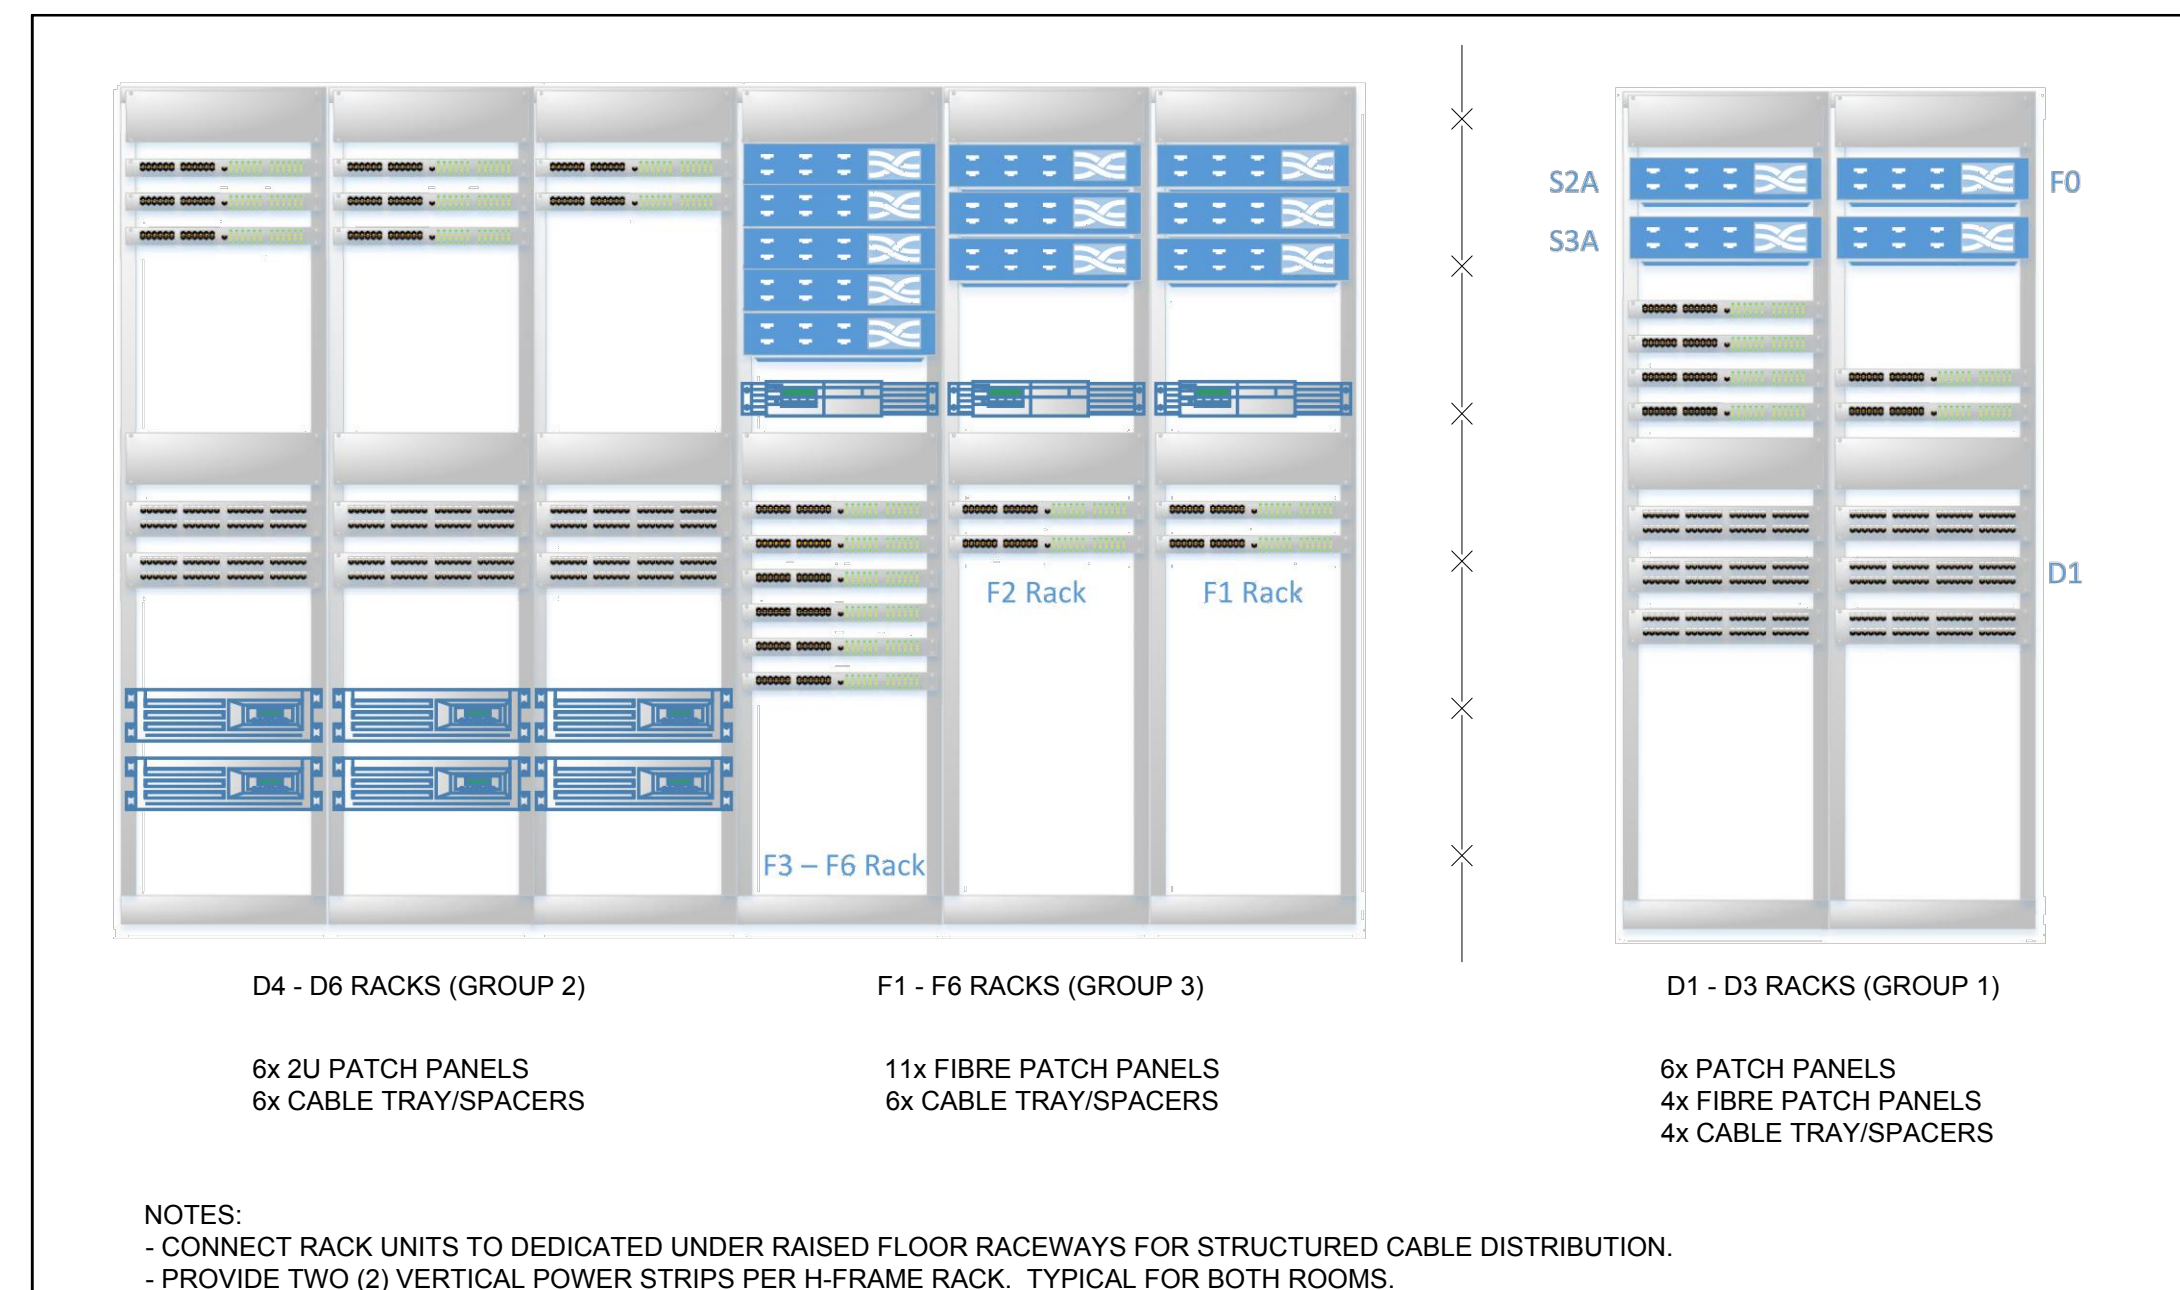 S2A
F0
S3A
D1
F2 Rack
F1 Rack
F3 – F6 Rack
D4 - D6 RACKS (GROUP 2)
F1 - F6 RACKS (GROUP 3)
D1 - D3 RACKS (GROUP 1)
6x 2U PATCH PANELS
6x CABLE TRAY/SPACERS
11x FIBRE PATCH PANELS
6x CABLE TRAY/SPACERS
6x PATCH PANELS
4x FIBRE PATCH PANELS
4x CABLE TRAY/SPACERS
NOTES:
- CONNECT RACK UNITS TO DEDICATED UNDER RAISED FLOOR RACEWAYS FOR STRUCTURED CABLE DISTRIBUTION.
- PROVIDE TWO (2) VERTICAL POWER STRIPS PER H-FRAME RACK.  TYPICAL FOR BOTH ROOMS.